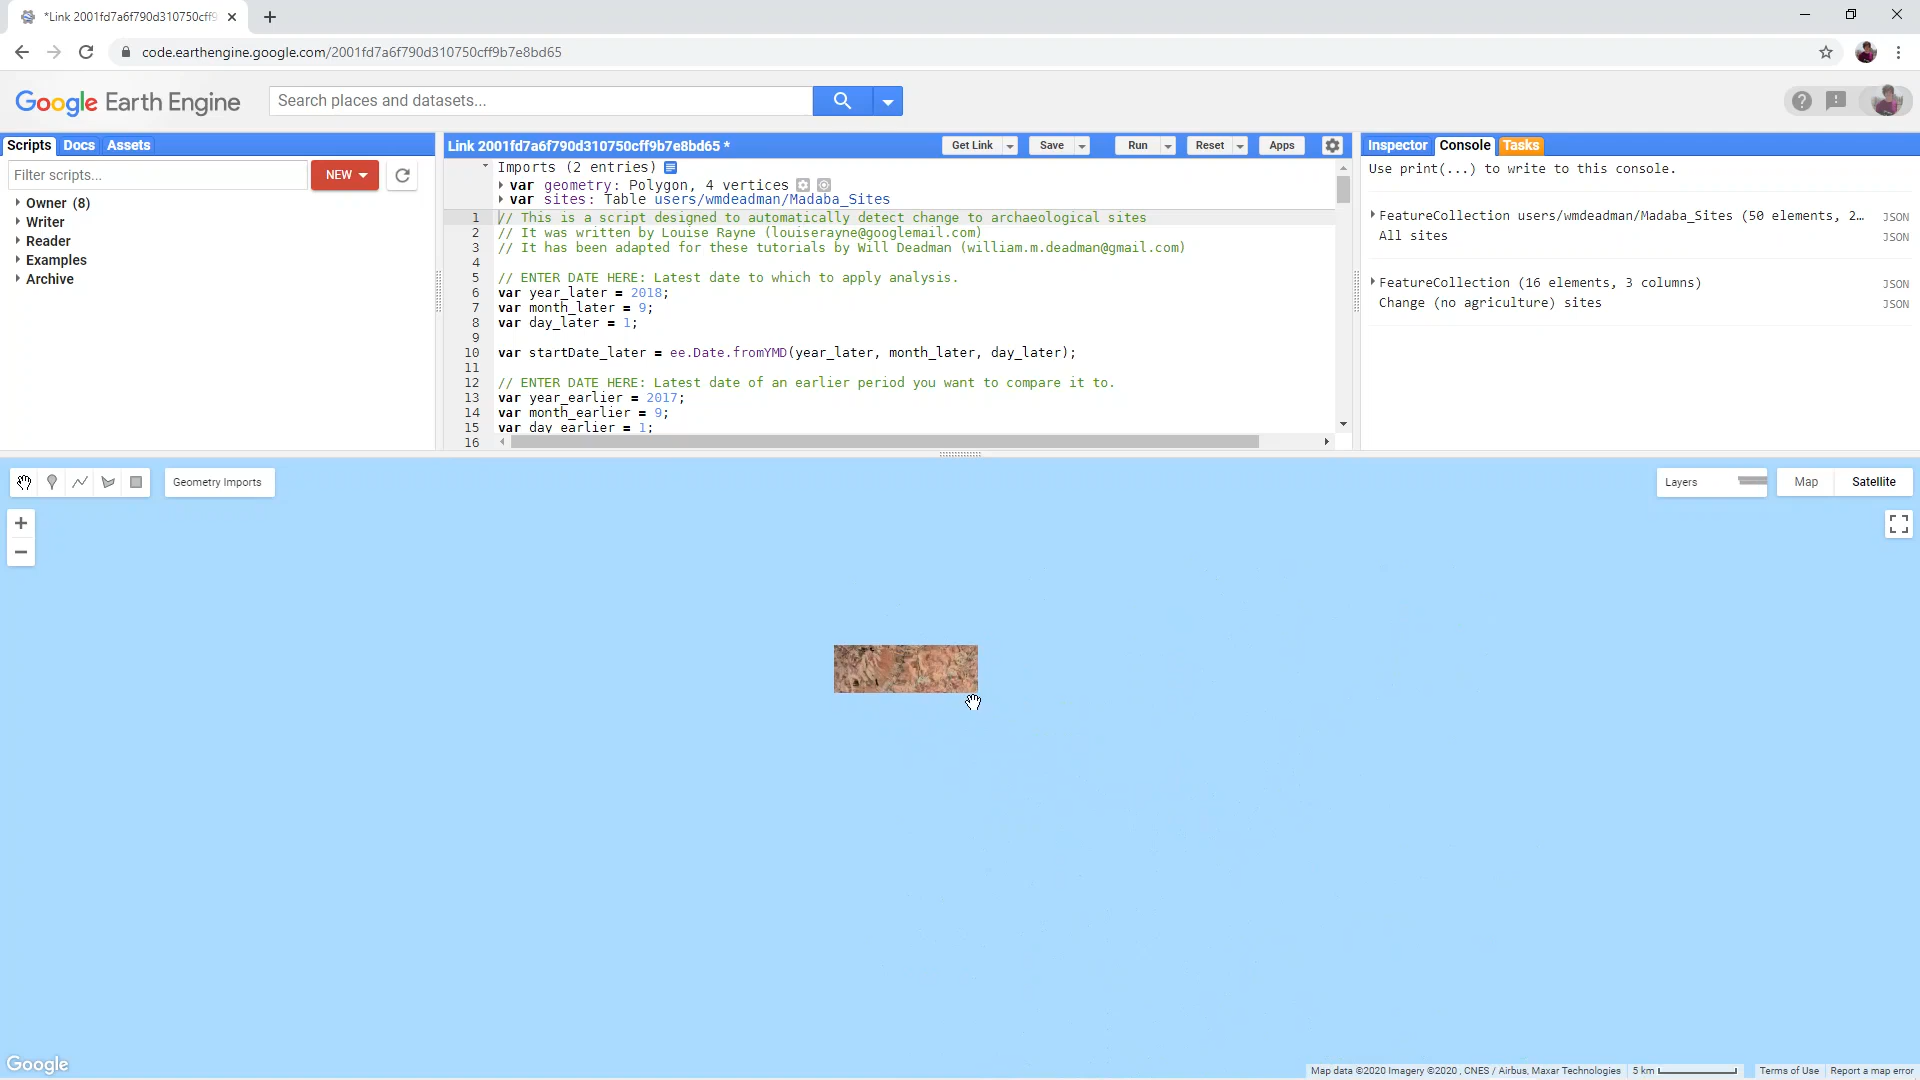 *Link 2001fd7a6f790d310750cff9
code.earthengine.google.com/2001fd7a6f790d310750cff9b7e8bd65
Google Earth Engine
Search places and datasets...
Scripts Docs Assets
Filter scripts...
NEW
Owner (8)
Writer
Reader
Examples
Archive
Link 2001fd7a6f790d310750cff9b7e8bd65 *
Get Link Save Run Reset Apps
Imports (2 entries)
var geometry: Polygon, 4 vertices
var sites: Table users/wmdeadman/Madaba_Sites
1 // This is a script designed to automatically detect change to archaeological sites
2 // It was written by Louise Rayne (louiserayne@googlemail.com)
3 // It has been adapted for these tutorials by Will Deadman (william.m.deadman@gmail.com)
4
5 // ENTER DATE HERE: Latest date to which to apply analysis.
6 var year_later = 2018;
7 var month_later = 9;
8 var day_later = 1;
9
10 var startDate_later = ee.Date.fromYMD(year_later, month_later, day_later);
11
12 // ENTER DATE HERE: Latest date of an earlier period you want to compare it to.
13 var year_earlier = 2017;
14 var month_earlier = 9;
15 var day_earlier = 1;
16
Inspector Console Tasks
Use print(...) to write to this console.
FeatureCollection users/wmdeadman/Madaba_Sites (50 elements, 2… JSON
All sites JSON
FeatureCollection (16 elements, 3 columns) JSON
Change (no agriculture) sites JSON
Geometry Imports
Layers
Map Satellite
+
−
Google
Map data ©2020 Imagery ©2020 , CNES / Airbus, Maxar Technologies 5 km Terms of Use Report a map error